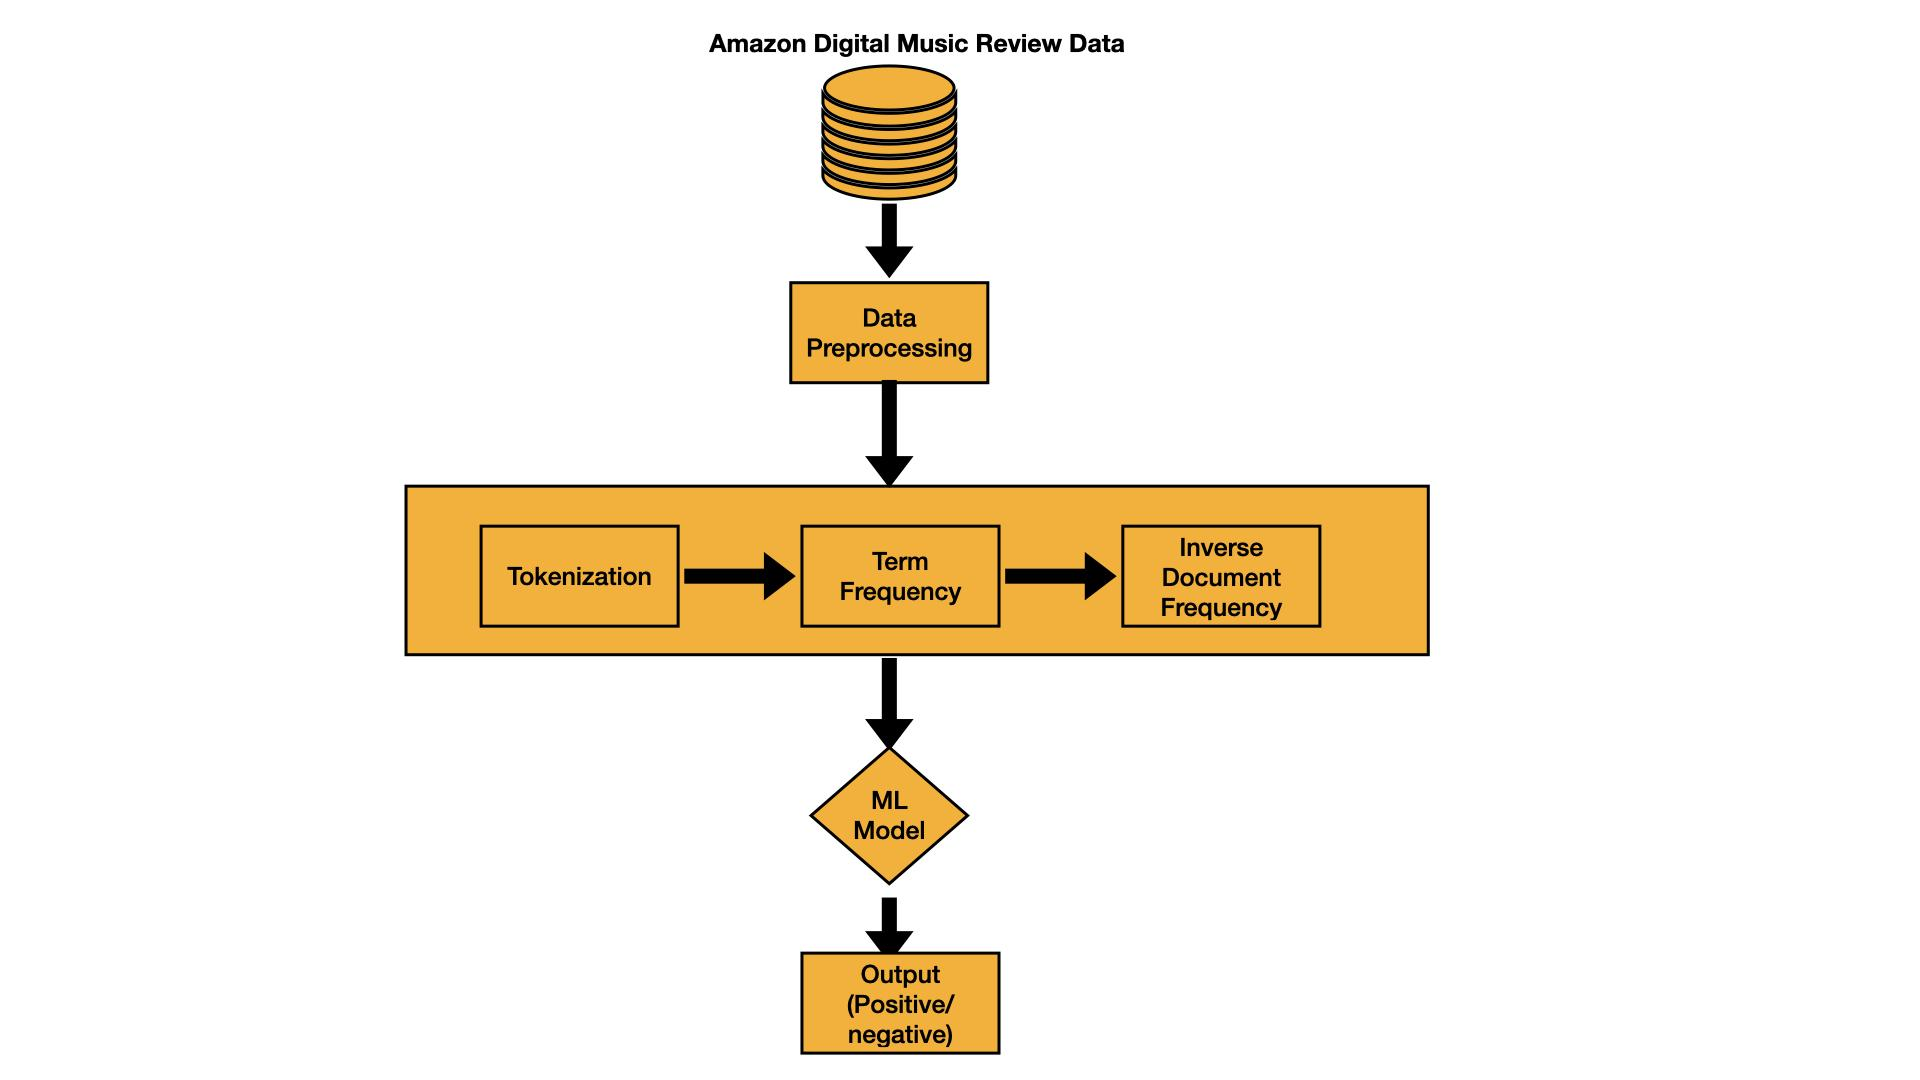 Amazon Digital Music Review Data
Data
Preprocessing
Tokenization
Term
Frequency
Inverse
Document
Frequency
ML
Model
Output
(Positive/
negative)